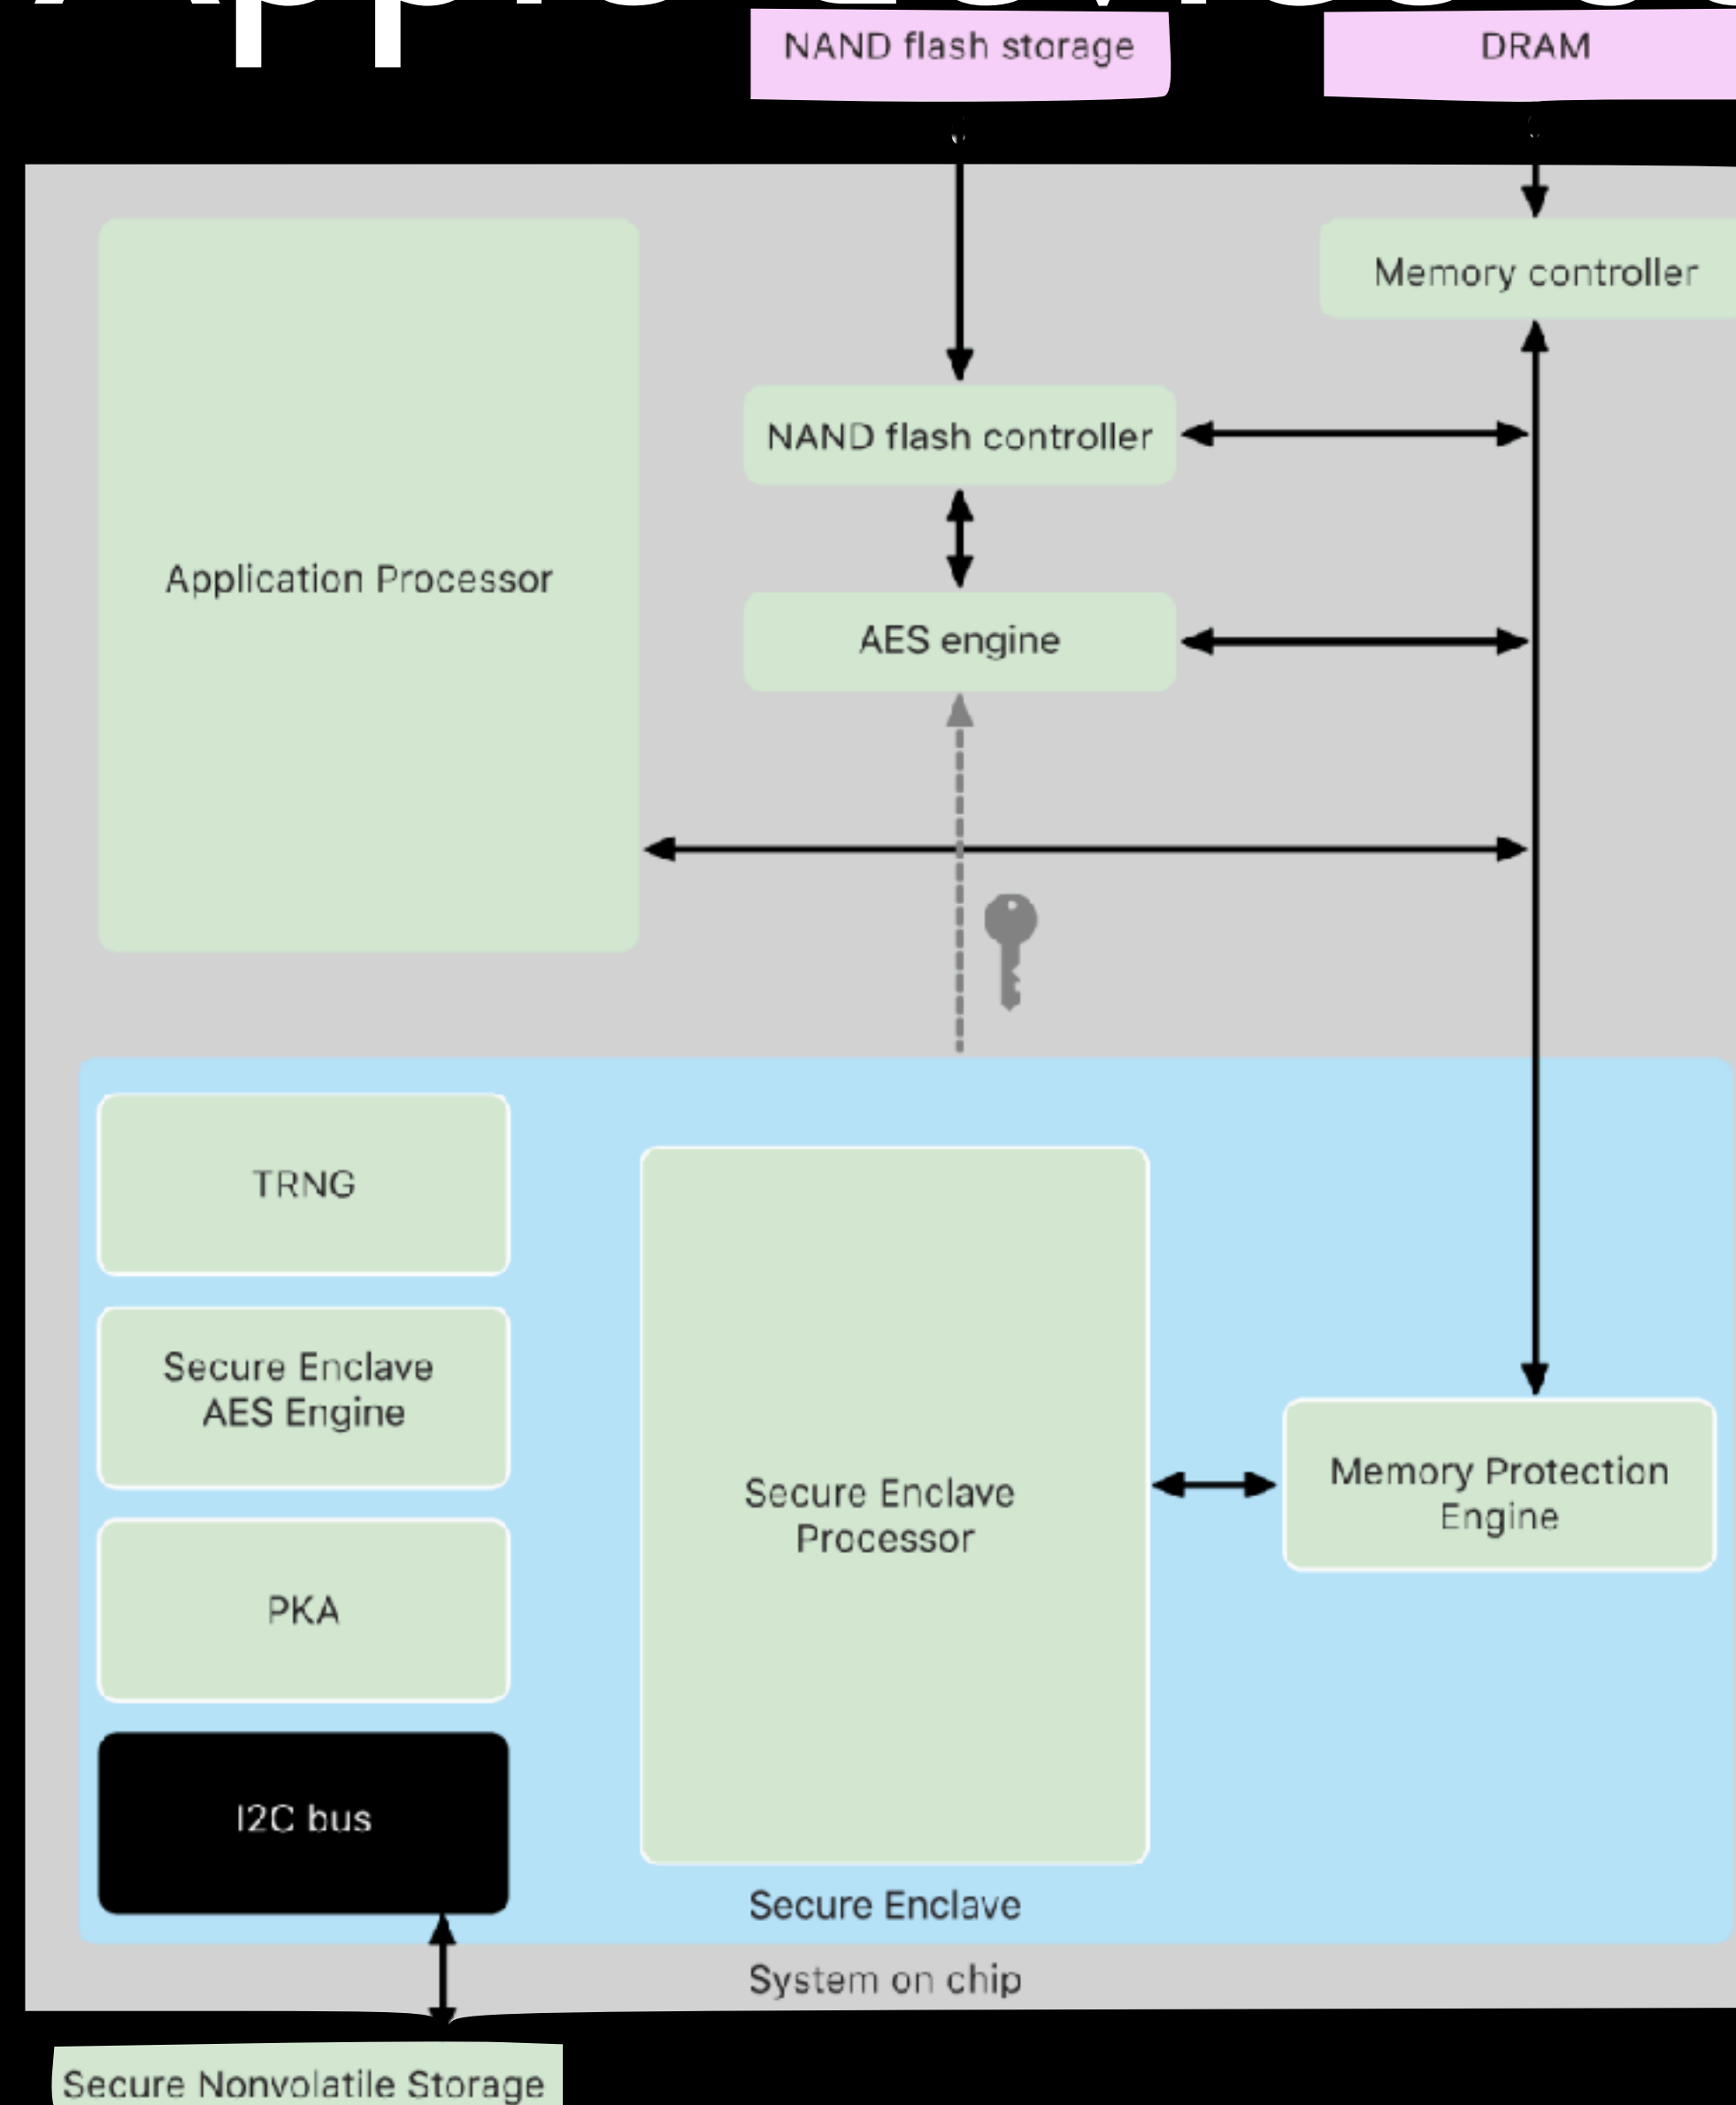 NAND flash storage
DRAM
Memory controller
NAND flash controller
Application Processor
AES engine
TRNG
Secure Enclave
AES Engine
Secure Enclave
Processor
Memory Protection
Engine
PKA
I2C bus
Secure Enclave
System on chip
Secure Nonvolatile Storage